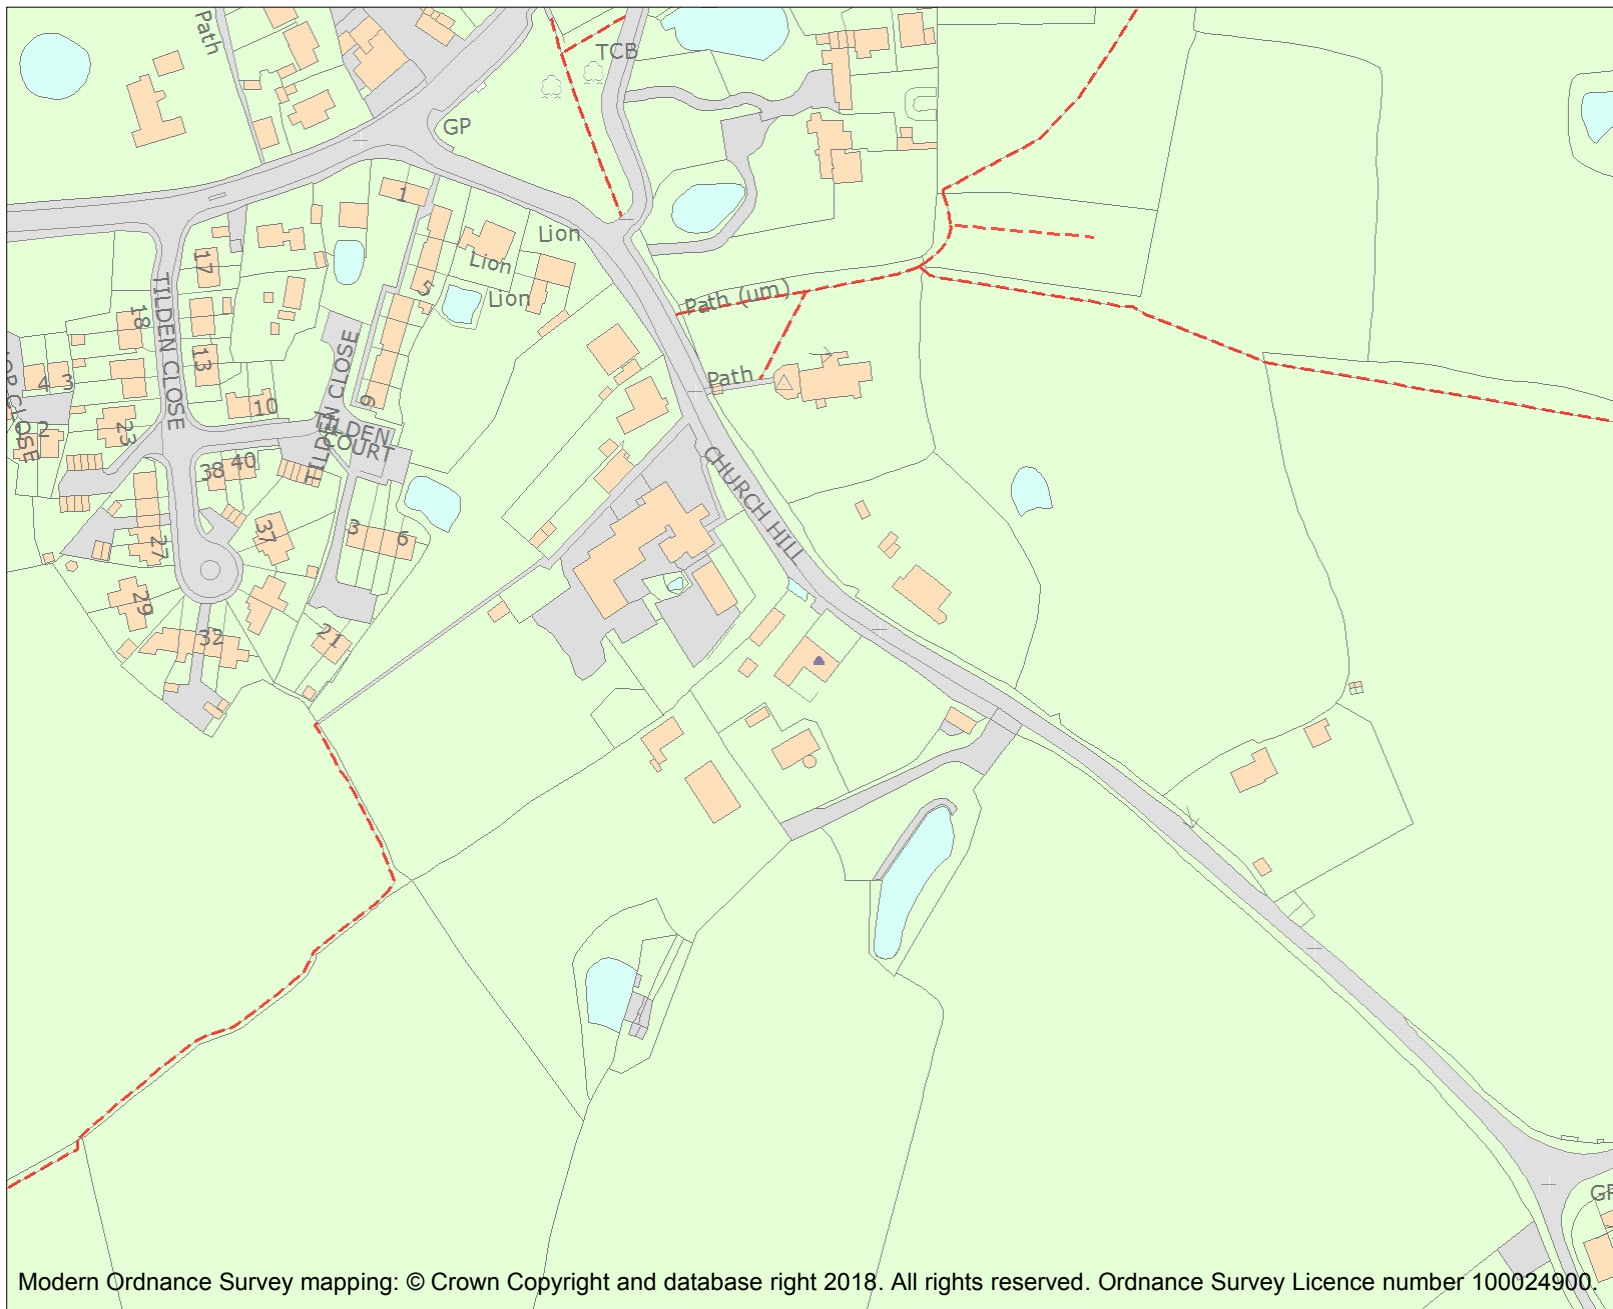 Path
TCB
GP
1
Lion
Lion
Lion
5
17
18
13
TILDEN CLOSE
TILDEN CLOSE
Path (um)
Path
4 3
2
CLOSE
10
9
23
TILDEN
COURT
38 40
37
3
6
27
29
32
21
CHURCH HILL
GP
Modern Ordnance Survey mapping: © Crown Copyright and database right 2018. All rights reserved. Ordnance Survey Licence number 100024900.